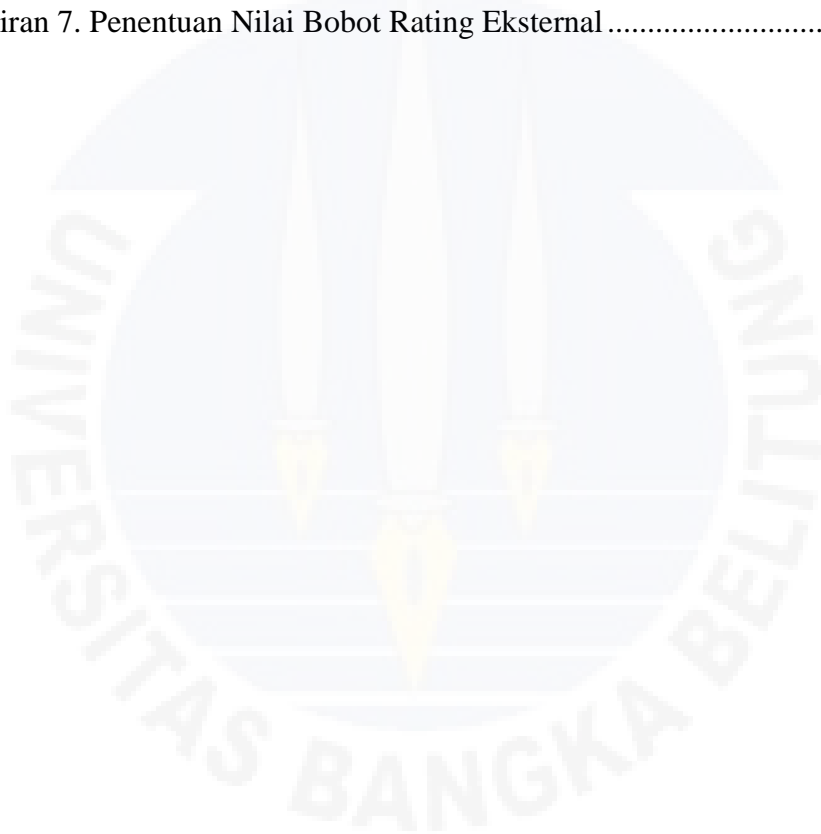 iran 7. Penentuan Nilai Bobot Rating Eksternal .........................
UNIVERSITAS BANGKA BELITUNG